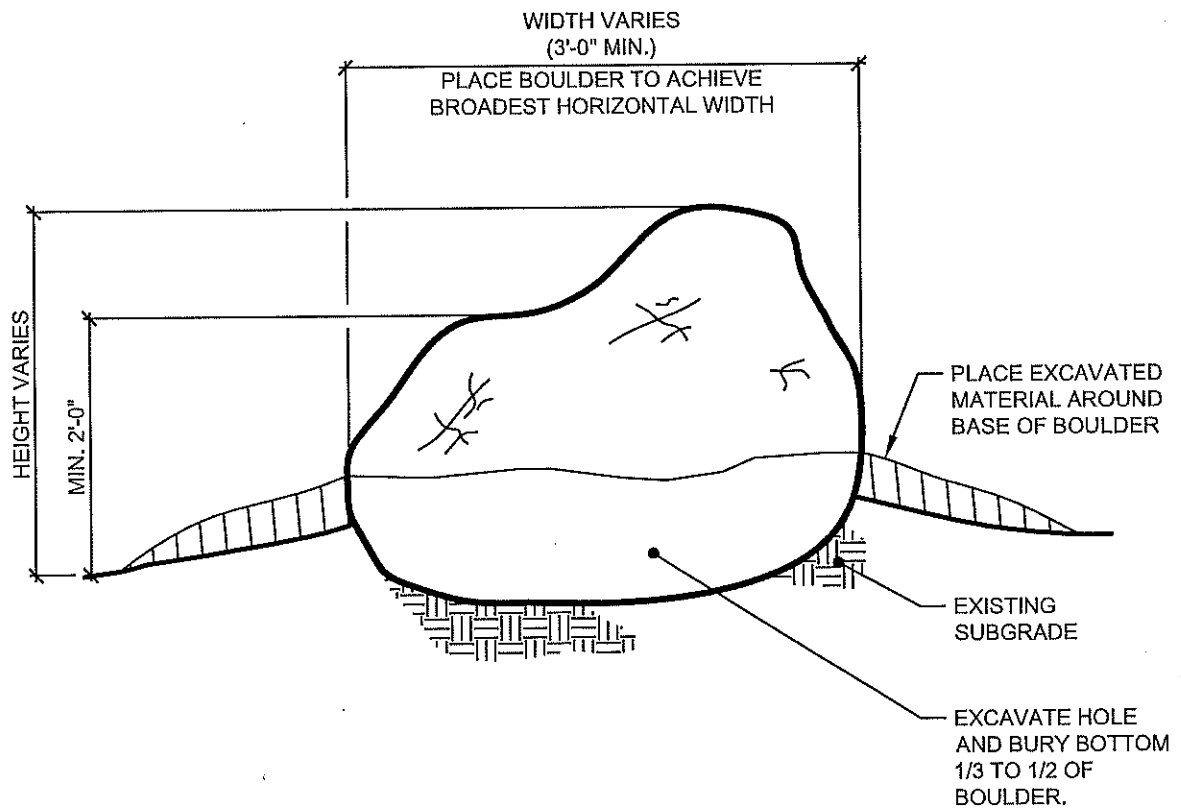 WIDTH VARIES
(3'-0" MIN.)
PLACE BOULDER TO ACHIEVE
BROADEST HORIZONTAL WIDTH
HEIGHT VARIES
MIN. 2'-0"
PLACE EXCAVATED
MATERIAL AROUND
BASE OF BOULDER
EXISTING
SUBGRADE
EXCAVATE HOLE
AND BURY BOTTOM
1/3 TO 1/2 OF
BOULDER.